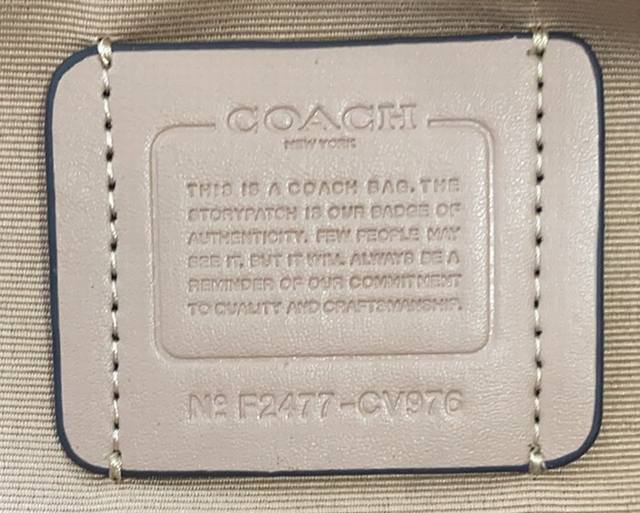 COACH
NEW YORK
THIS IS A COACH BAG. THE
STORYPATCH IS OUR BADGE OF
AUTHENTICITY. FEW PEOPLE MAY
SEE IT, BUT IT WILL ALWAYS BE A
REMINDER OF OUR COMMITMENT
TO QUALITY AND CRAFTSMANSHIP.
Nº F2477-CV976